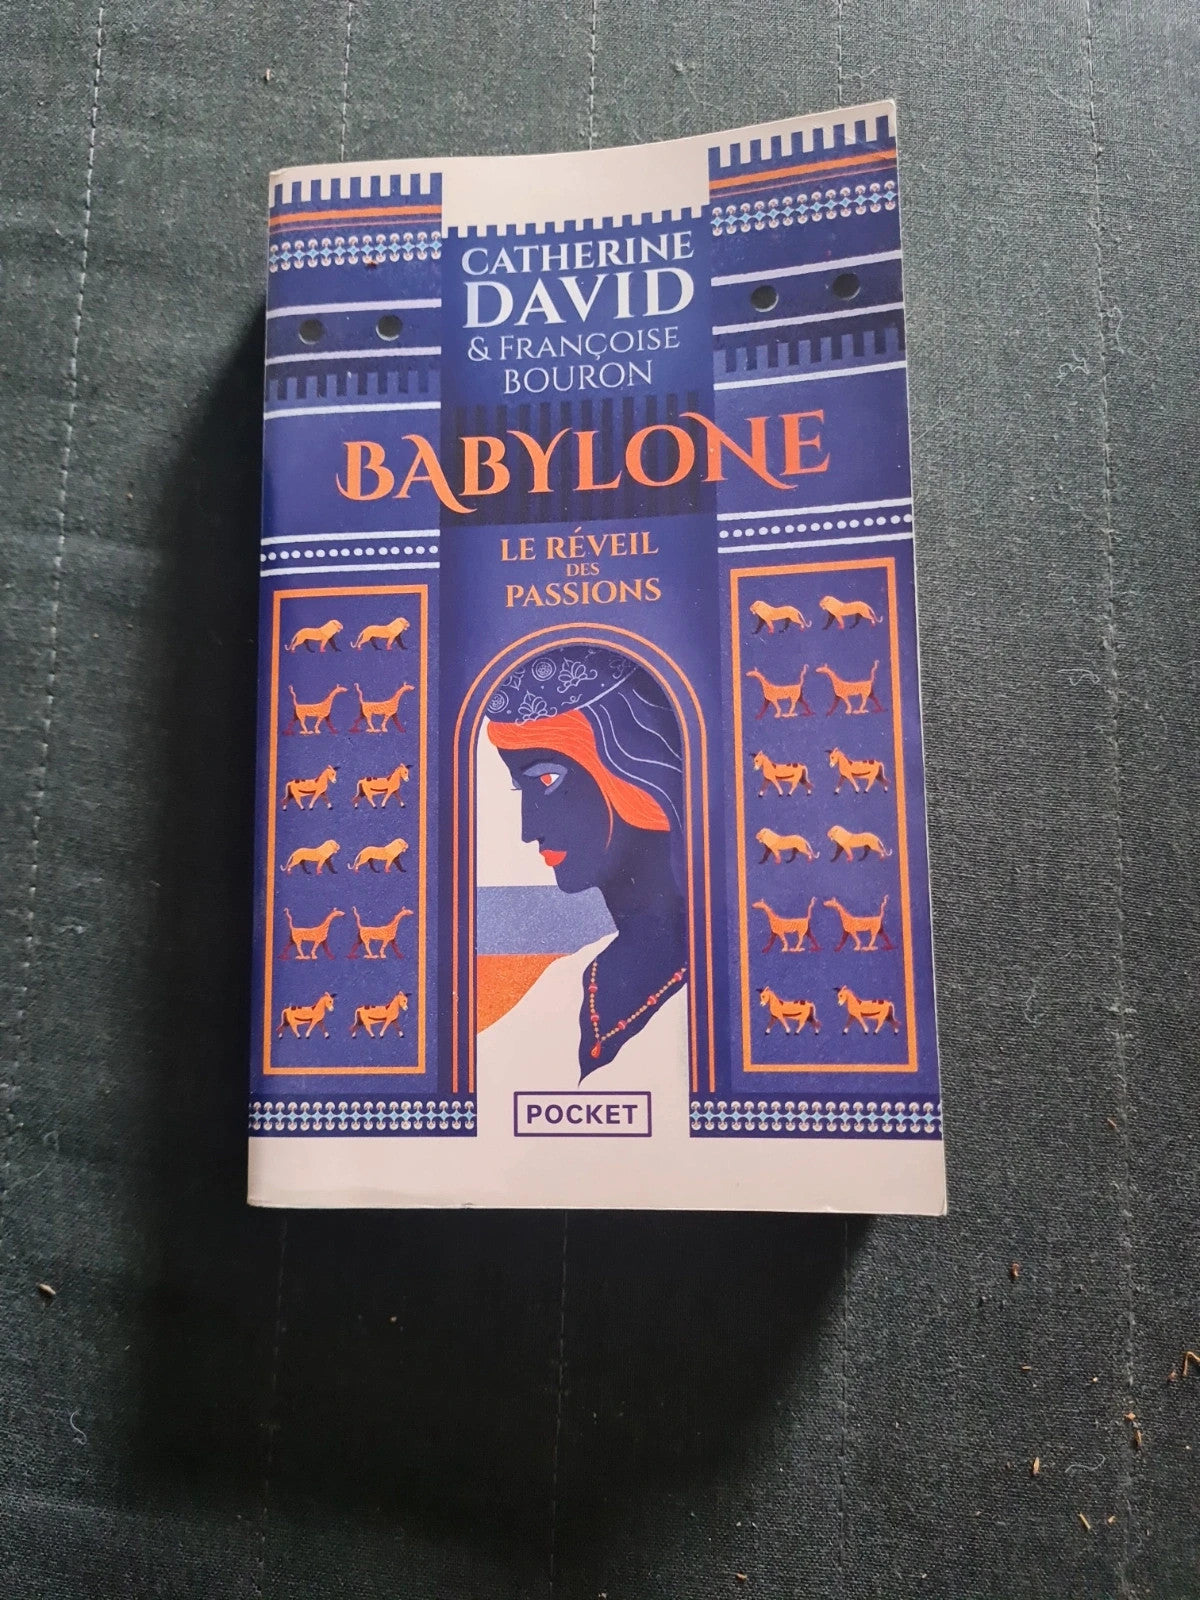 CATHERINE
DAVID
& FRANÇOISE
BOURON
BABYLONE
LE RÉVEIL
DES
PASSIONS
POCKET